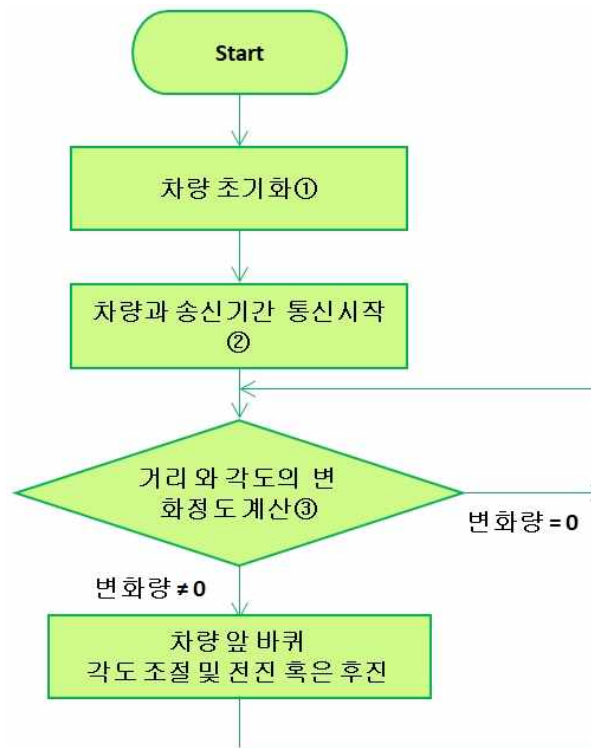 Start
차량 초기화①
차량과 송신기간 통신시작
②
거리와 각도의 변
화정도 계산③
변화량 = 0
변화량 ≠ 0
차량 앞 바퀴
각도 조절 및 전진 혹은 후진